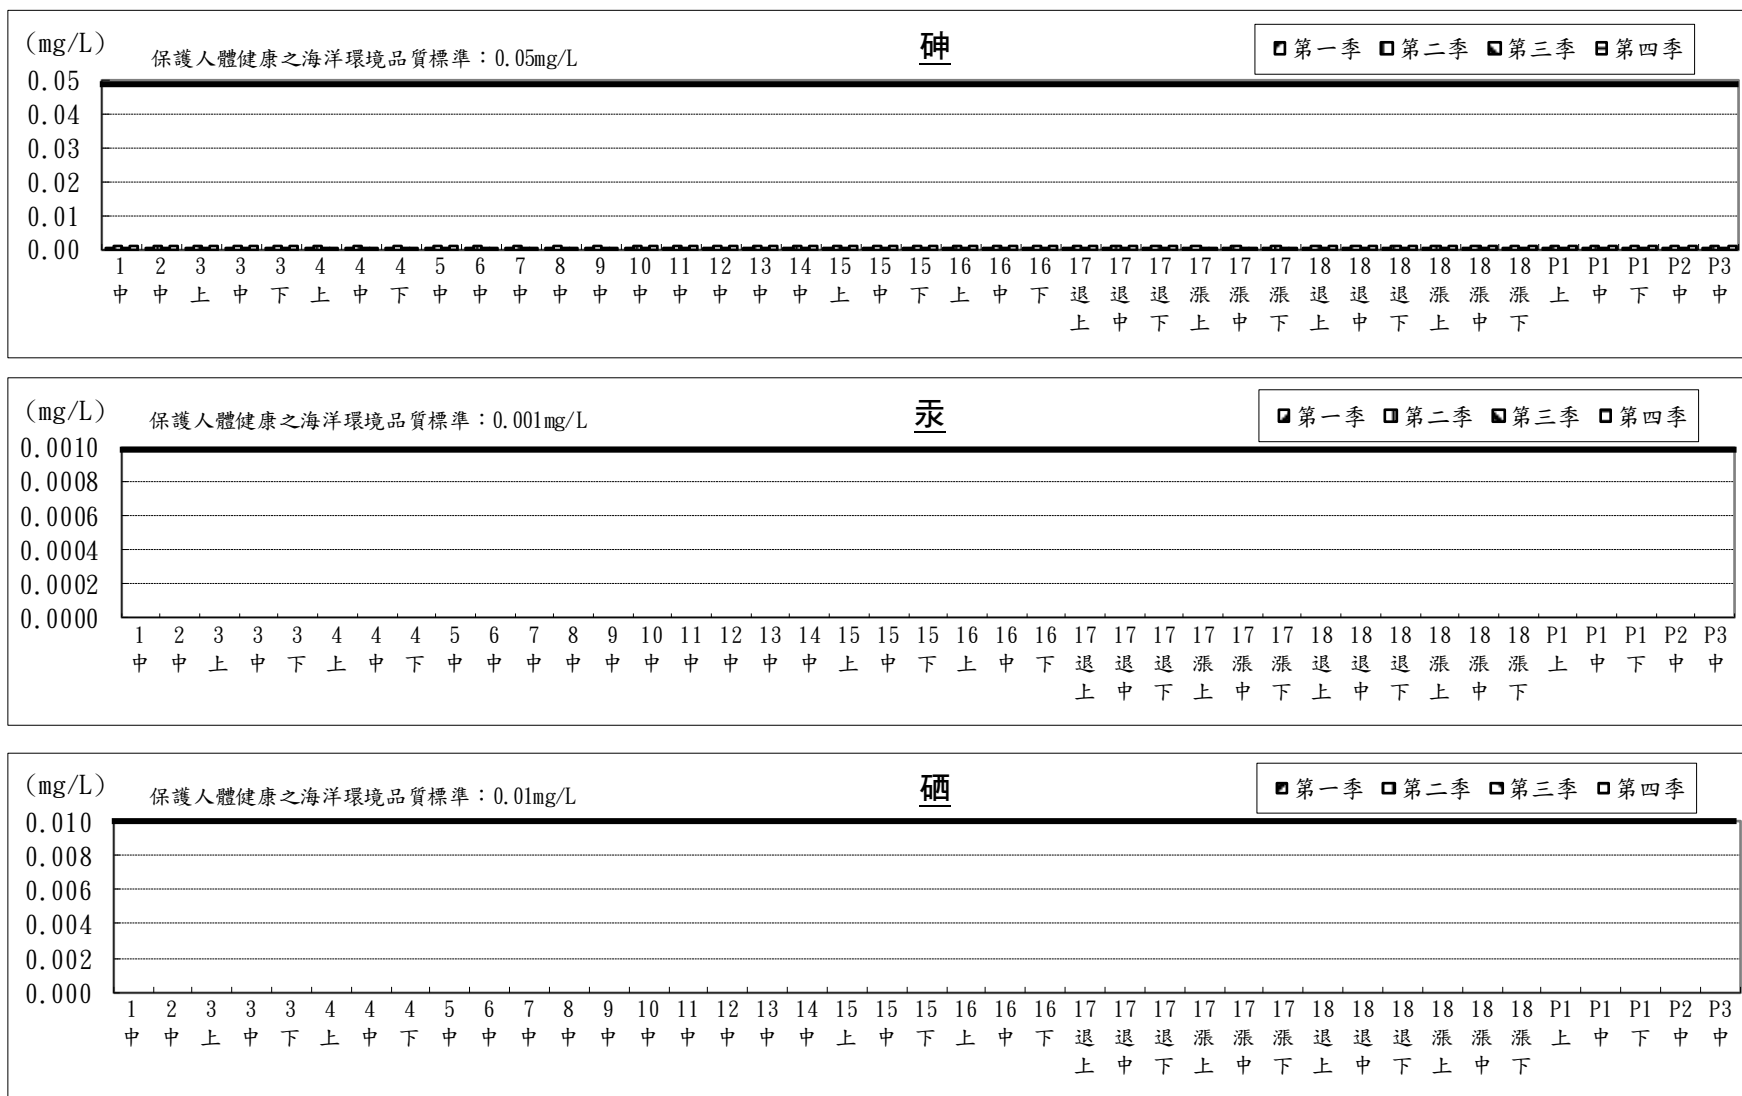 (mg/L) 保護人體健康之海洋環境品質標準：0.05mg/L 砷 第一季 第二季 第三季 第四季
0.05
0.04
0.03
0.02
0.01
0.00
1 2 3 3 3 4 4 4 5 6 7 8 9 10 11 12 13 14 15 15 15 16 16 16 17 17 17 17 17 17 18 18 18 18 18 18 P1 P1 P1 P2 P3
中 中 上 中 下 上 中 下 中 中 中 中 中 中 中 中 中 中 上 中 下 上 中 下 退 退 退 漲 漲 漲 退 退 退 漲 漲 漲 上 中 下 中 中
上 中 下 上 中 下 上 中 下 上 中 下
(mg/L) 保護人體健康之海洋環境品質標準：0.001mg/L 汞 第一季 第二季 第三季 第四季
0.0010
0.0008
0.0006
0.0004
0.0002
0.0000
1 2 3 3 3 4 4 4 5 6 7 8 9 10 11 12 13 14 15 15 15 16 16 16 17 17 17 17 17 17 18 18 18 18 18 18 P1 P1 P1 P2 P3
中 中 上 中 下 上 中 下 中 中 中 中 中 中 中 中 中 中 上 中 下 上 中 下 退 退 退 漲 漲 漲 退 退 退 漲 漲 漲 上 中 下 中 中
上 中 下 上 中 下 上 中 下 上 中 下
(mg/L) 保護人體健康之海洋環境品質標準：0.01mg/L 硒 第一季 第二季 第三季 第四季
0.010
0.008
0.006
0.004
0.002
0.000
1 2 3 3 3 4 4 4 5 6 7 8 9 10 11 12 13 14 15 15 15 16 16 16 17 17 17 17 17 17 18 18 18 18 18 18 P1 P1 P1 P2 P3
中 中 上 中 下 上 中 下 中 中 中 中 中 中 中 中 中 中 上 中 下 上 中 下 退 退 退 漲 漲 漲 退 退 退 漲 漲 漲 上 中 下 中 中
上 中 下 上 中 下 上 中 下 上 中 下